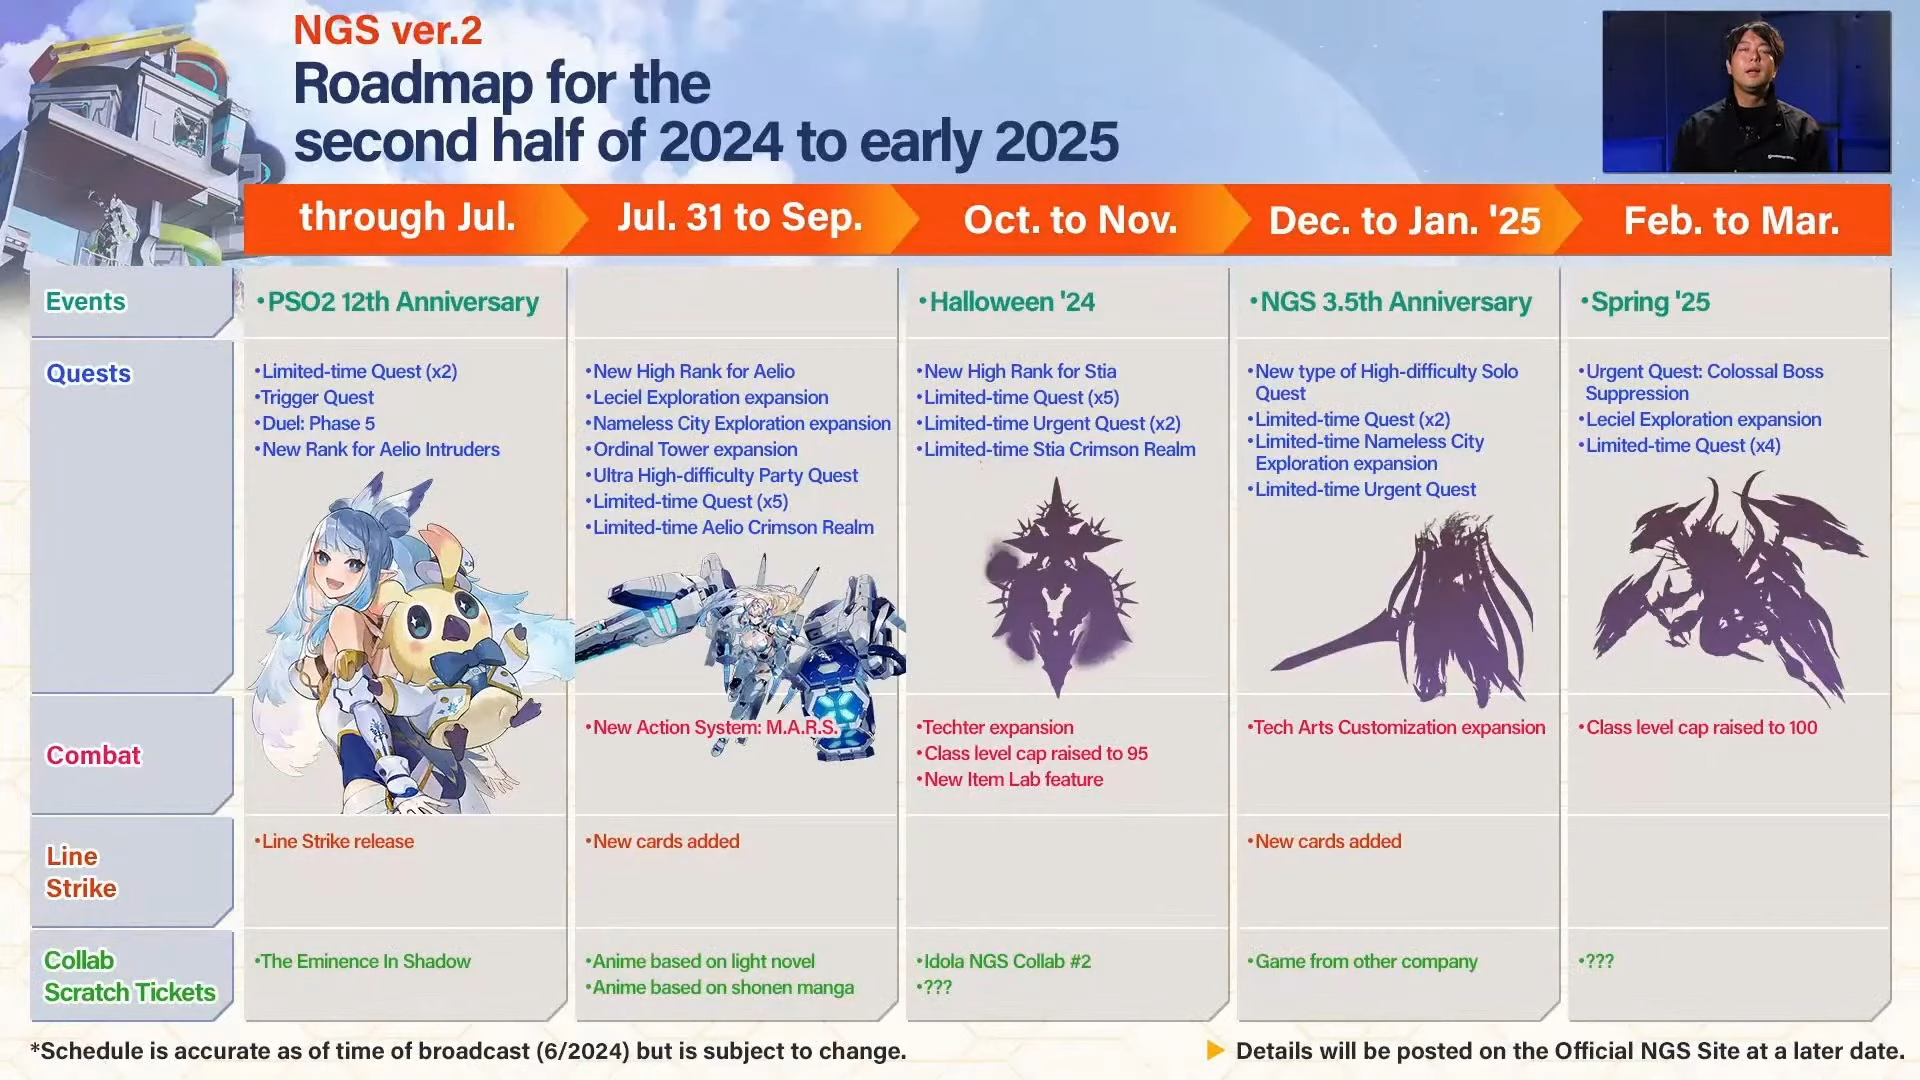 NGS ver.2
Roadmap for the
second half of 2024 to early 2025
through Jul.
Jul. 31 to Sep.
Oct. to Nov.
Dec. to Jan. '25
Feb. to Mar.
Events
•PSO2 12th Anniversary
•Halloween '24
•NGS 3.5th Anniversary
•Spring '25
Quests
•Limited-time Quest (x2)
•Trigger Quest
•Duel: Phase 5
•New Rank for Aelio Intruders
•New High Rank for Aelio
•Leciel Exploration expansion
•Nameless City Exploration expansion
•Ordinal Tower expansion
•Ultra High-difficulty Party Quest
•Limited-time Quest (x5)
•Limited-time Aelio Crimson Realm
•New High Rank for Stia
•Limited-time Quest (x5)
•Limited-time Urgent Quest (x2)
•Limited-time Stia Crimson Realm
•New type of High-difficulty Solo
Quest
•Limited-time Quest (x2)
•Limited-time Nameless City
Exploration expansion
•Limited-time Urgent Quest
•Urgent Quest: Colossal Boss
Suppression
•Leciel Exploration expansion
•Limited-time Quest (x4)
Combat
•New Action System: M.A.R.S.
•Techter expansion
•Class level cap raised to 95
•New Item Lab feature
•Tech Arts Customization expansion
•Class level cap raised to 100
Line
Strike
•Line Strike release
•New cards added
•New cards added
Collab
Scratch Tickets
•The Eminence In Shadow
•Anime based on light novel
•Anime based on shonen manga
•Idola NGS Collab #2
•???
•Game from other company
•???
*Schedule is accurate as of time of broadcast (6/2024) but is subject to change.
Details will be posted on the Official NGS Site at a later date.